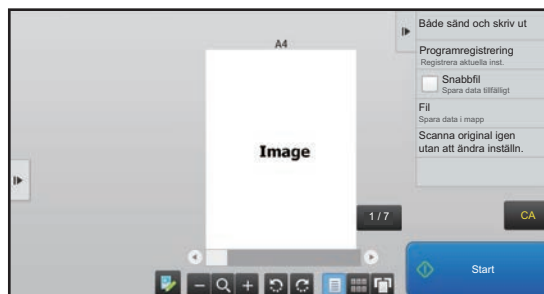 A4
Image
1 / 7
Både sänd och skriv ut
Programregistrering
Registrera aktuella inst.
Snabbfil
Spara data tillfälligt
Fil
Spara data i mapp
Scanna original igen
utan att ändra inställn.
CA
Start